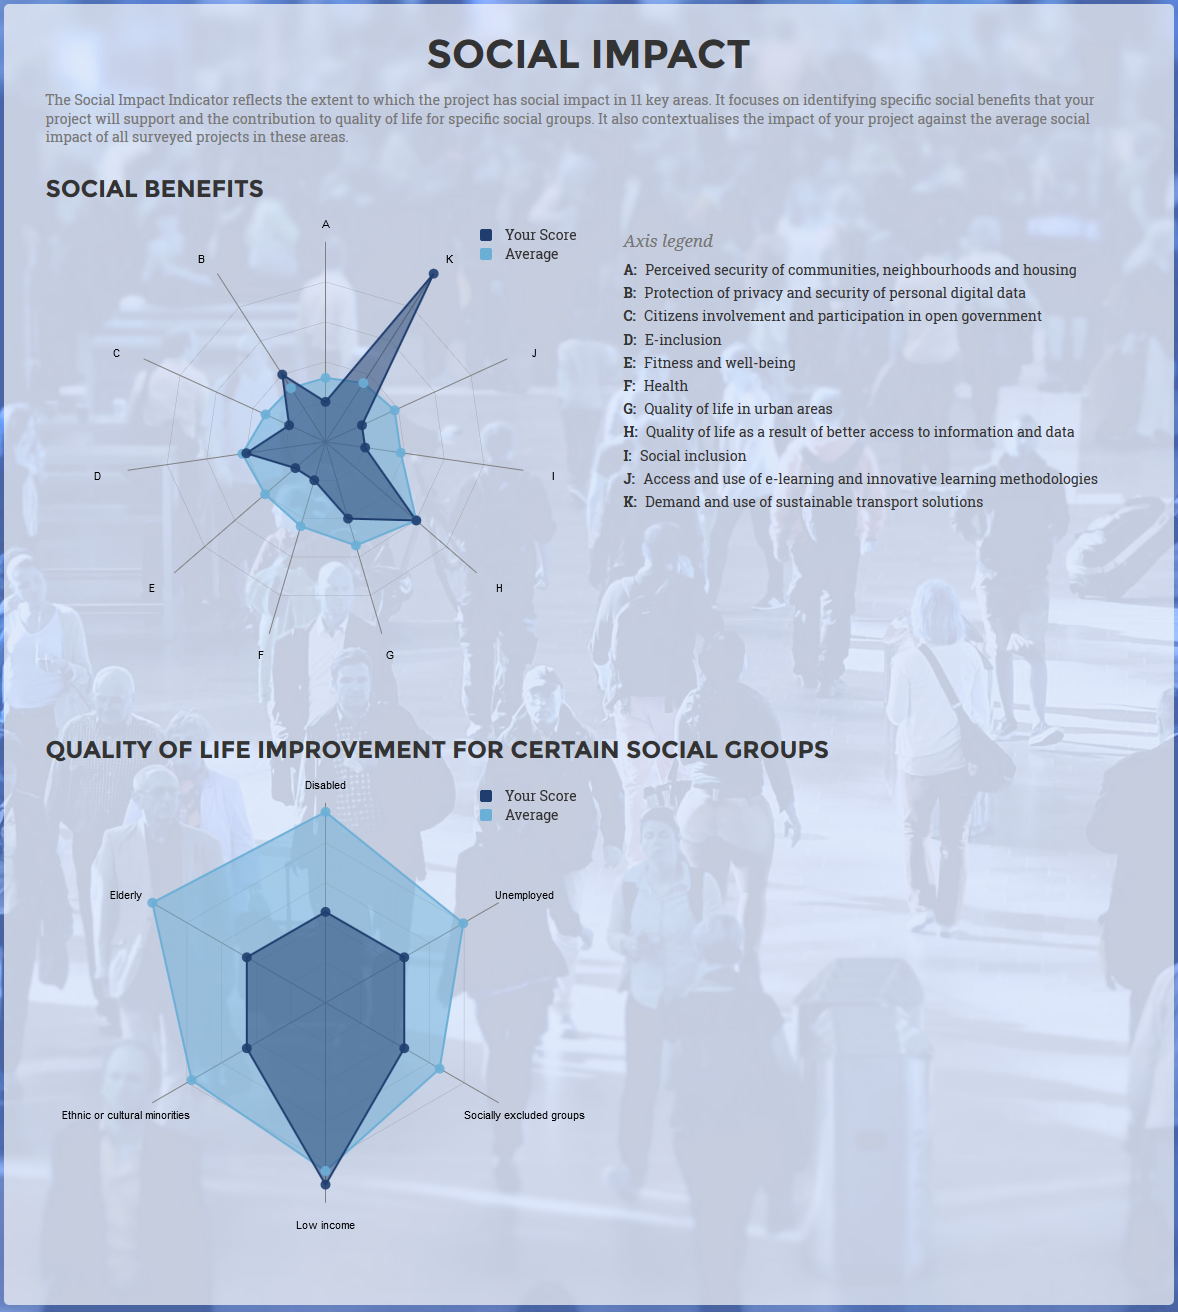 SOCIAL IMPACT
The Social Impact Indicator reflects the extent to which the project has social impact in 11 key areas. It focuses on identifying specific social benefits that your
project will support and the contribution to quality of life for specific social groups. It also contextualises the impact of your project against the average social
impact of all surveyed projects in these areas.
SOCIAL BENEFITS
A
B
K
C
J
D
I
E
H
F
G
Your Score
Average
Axis legend
A: Perceived security of communities, neighbourhoods and housing
B: Protection of privacy and security of personal digital data
C: Citizens involvement and participation in open government
D: E-inclusion
E: Fitness and well-being
F: Health
G: Quality of life in urban areas
H: Quality of life as a result of better access to information and data
I: Social inclusion
J: Access and use of e-learning and innovative learning methodologies
K: Demand and use of sustainable transport solutions
QUALITY OF LIFE IMPROVEMENT FOR CERTAIN SOCIAL GROUPS
Disabled
Your Score
Average
Elderly
Unemployed
Ethnic or cultural minorities
Socially excluded groups
Low income